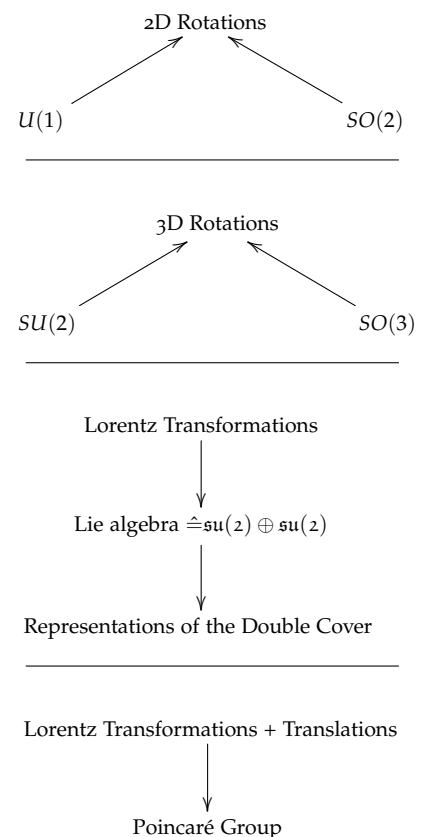 2D Rotations
U(1) SO(2)
3D Rotations
SU(2) SO(3)
Lorentz Transformations
Lie algebra ≙𝔰𝔲(2) ⊕ 𝔰𝔲(2)
Representations of the Double Cover
Lorentz Transformations + Translations
Poincaré Group